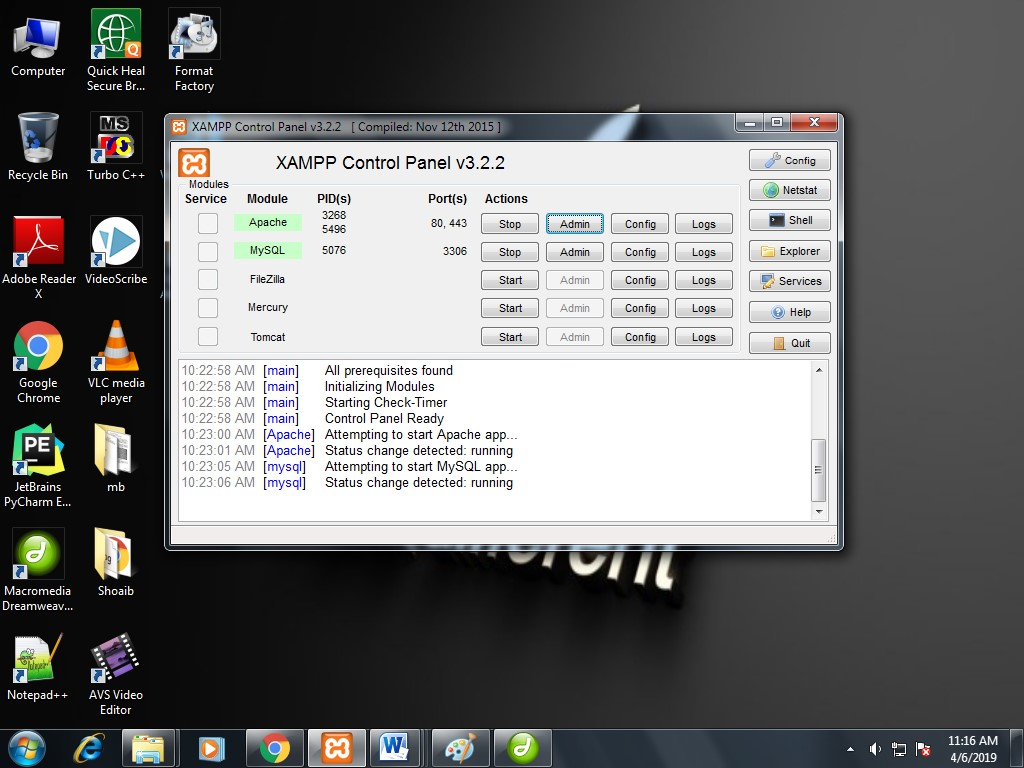 Computer
Quick Heal
Secure Br...
Format
Factory
Recycle Bin
MS
Turbo C++
Adobe Reader
X
VideoScribe
Google
Chrome
VLC media
player
PE
JetBrains
PyCharm E...
mb
Macromedia
Dreamweav...
Shoaib
Notepad++
AVS Video
Editor
XAMPP Control Panel v3.2.2 [ Compiled: Nov 12th 2015 ]
XAMPP Control Panel v3.2.2
Modules
Service Module PID(s) Port(s) Actions
Apache 3268 5496 80, 443 Stop Admin Config Logs
MySQL 5076 3306 Stop Admin Config Logs
FileZilla Start Admin Config Logs
Mercury Start Admin Config Logs
Tomcat Start Admin Config Logs
Config
Netstat
Shell
Explorer
Services
Help
Quit
10:22:58 AM [main] All prerequisites found
10:22:58 AM [main] Initializing Modules
10:22:58 AM [main] Starting Check-Timer
10:22:58 AM [main] Control Panel Ready
10:23:00 AM [Apache] Attempting to start Apache app...
10:23:01 AM [Apache] Status change detected: running
10:23:05 AM [mysql] Attempting to start MySQL app...
10:23:06 AM [mysql] Status change detected: running
11:16 AM
4/6/2019